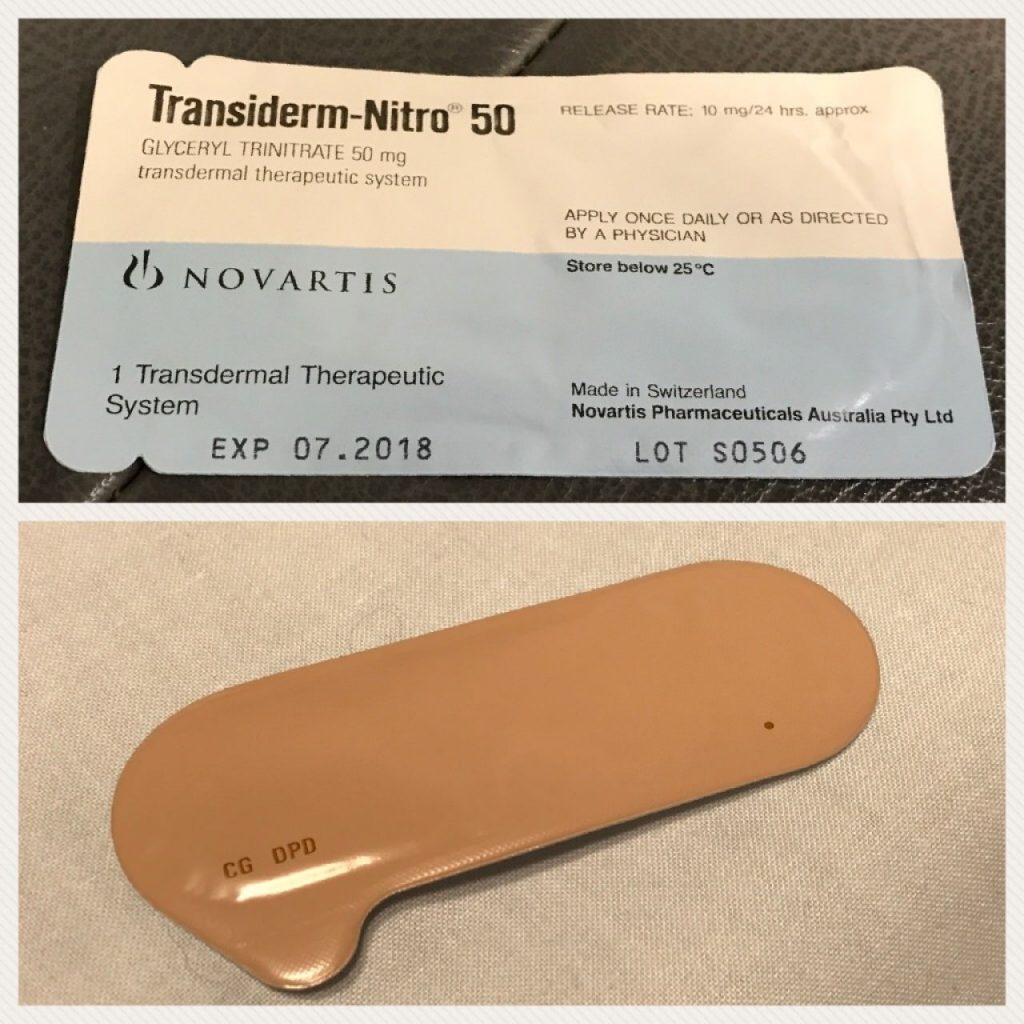 Transiderm-Nitro® 50
GLYCERYL TRINITRATE 50 mg
transdermal therapeutic system
RELEASE RATE: 10 mg/24 hrs. approx
APPLY ONCE DAILY OR AS DIRECTED
BY A PHYSICIAN
Store below 25°C
NOVARTIS
1 Transdermal Therapeutic
System
Made in Switzerland
Novartis Pharmaceuticals Australia Pty Ltd
EXP 07.2018
LOT S0506
CG DPD